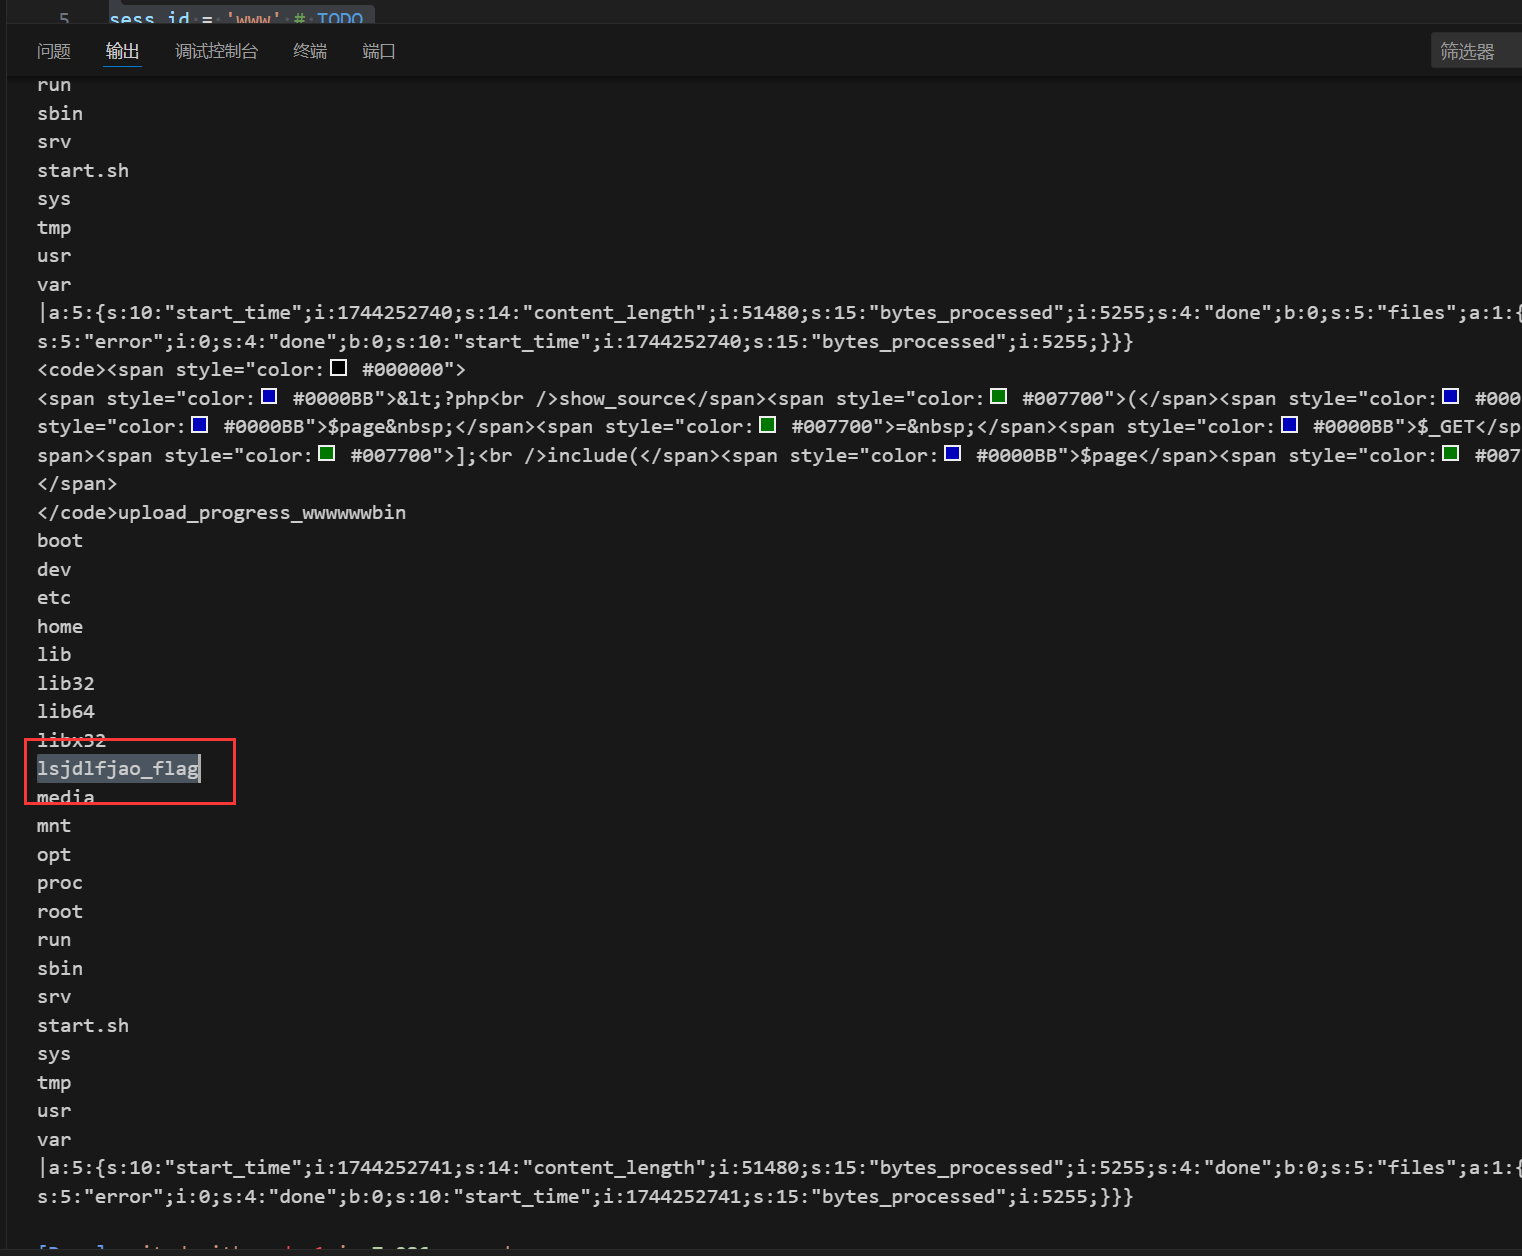 5 sess_id = 'www' # TODO
问题 输出 调试控制台 终端 端口 筛选器
run
sbin
srv
start.sh
sys
tmp
usr
var
|a:5:{s:10:"start_time";i:1744252740;s:14:"content_length";i:51480;s:15:"bytes_processed";i:5255;s:4:"done";b:0;s:5:"files";a:1:{
s:5:"error";i:0;s:4:"done";b:0;s:10:"start_time";i:1744252740;s:15:"bytes_processed";i:5255;}}}
<code><span style="color: #000000">
<span style="color: #0000BB">&lt;?php<br />show_source</span><span style="color: #007700">(</span><span style="color: #000
style="color: #0000BB">$page&nbsp;</span><span style="color: #007700">=&nbsp;</span><span style="color: #0000BB">$_GET</sp
span><span style="color: #007700">];<br />include(</span><span style="color: #0000BB">$page</span><span style="color: #007
</span>
</code>upload_progress_wwwwwwbin
boot
dev
etc
home
lib
lib32
lib64
libx32
lsjdlfjao_flag
media
mnt
opt
proc
root
run
sbin
srv
start.sh
sys
tmp
usr
var
|a:5:{s:10:"start_time";i:1744252741;s:14:"content_length";i:51480;s:15:"bytes_processed";i:5255;s:4:"done";b:0;s:5:"files";a:1:{
s:5:"error";i:0;s:4:"done";b:0;s:10:"start_time";i:1744252741;s:15:"bytes_processed";i:5255;}}}